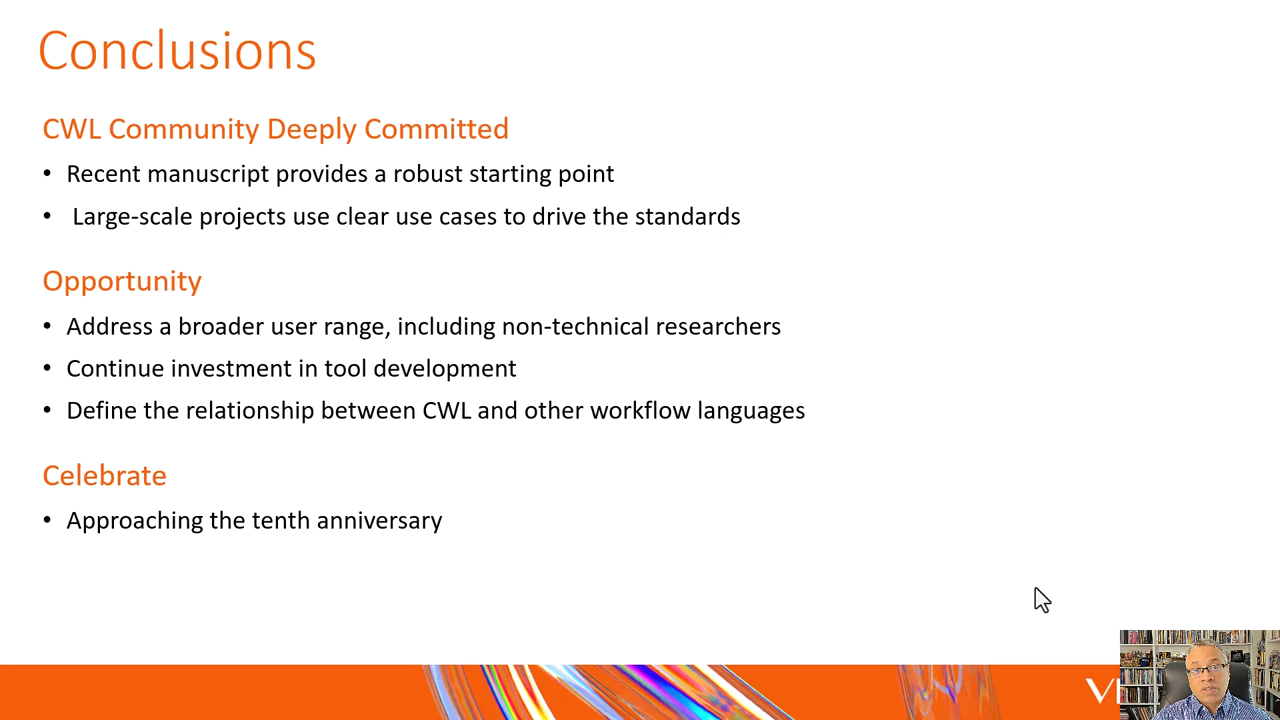 Conclusions
CWL Community Deeply Committed
• Recent manuscript provides a robust starting point
• Large-scale projects use clear use cases to drive the standards
Opportunity
• Address a broader user range, including non-technical researchers
• Continue investment in tool development
• Define the relationship between CWL and other workflow languages
Celebrate
• Approaching the tenth anniversary